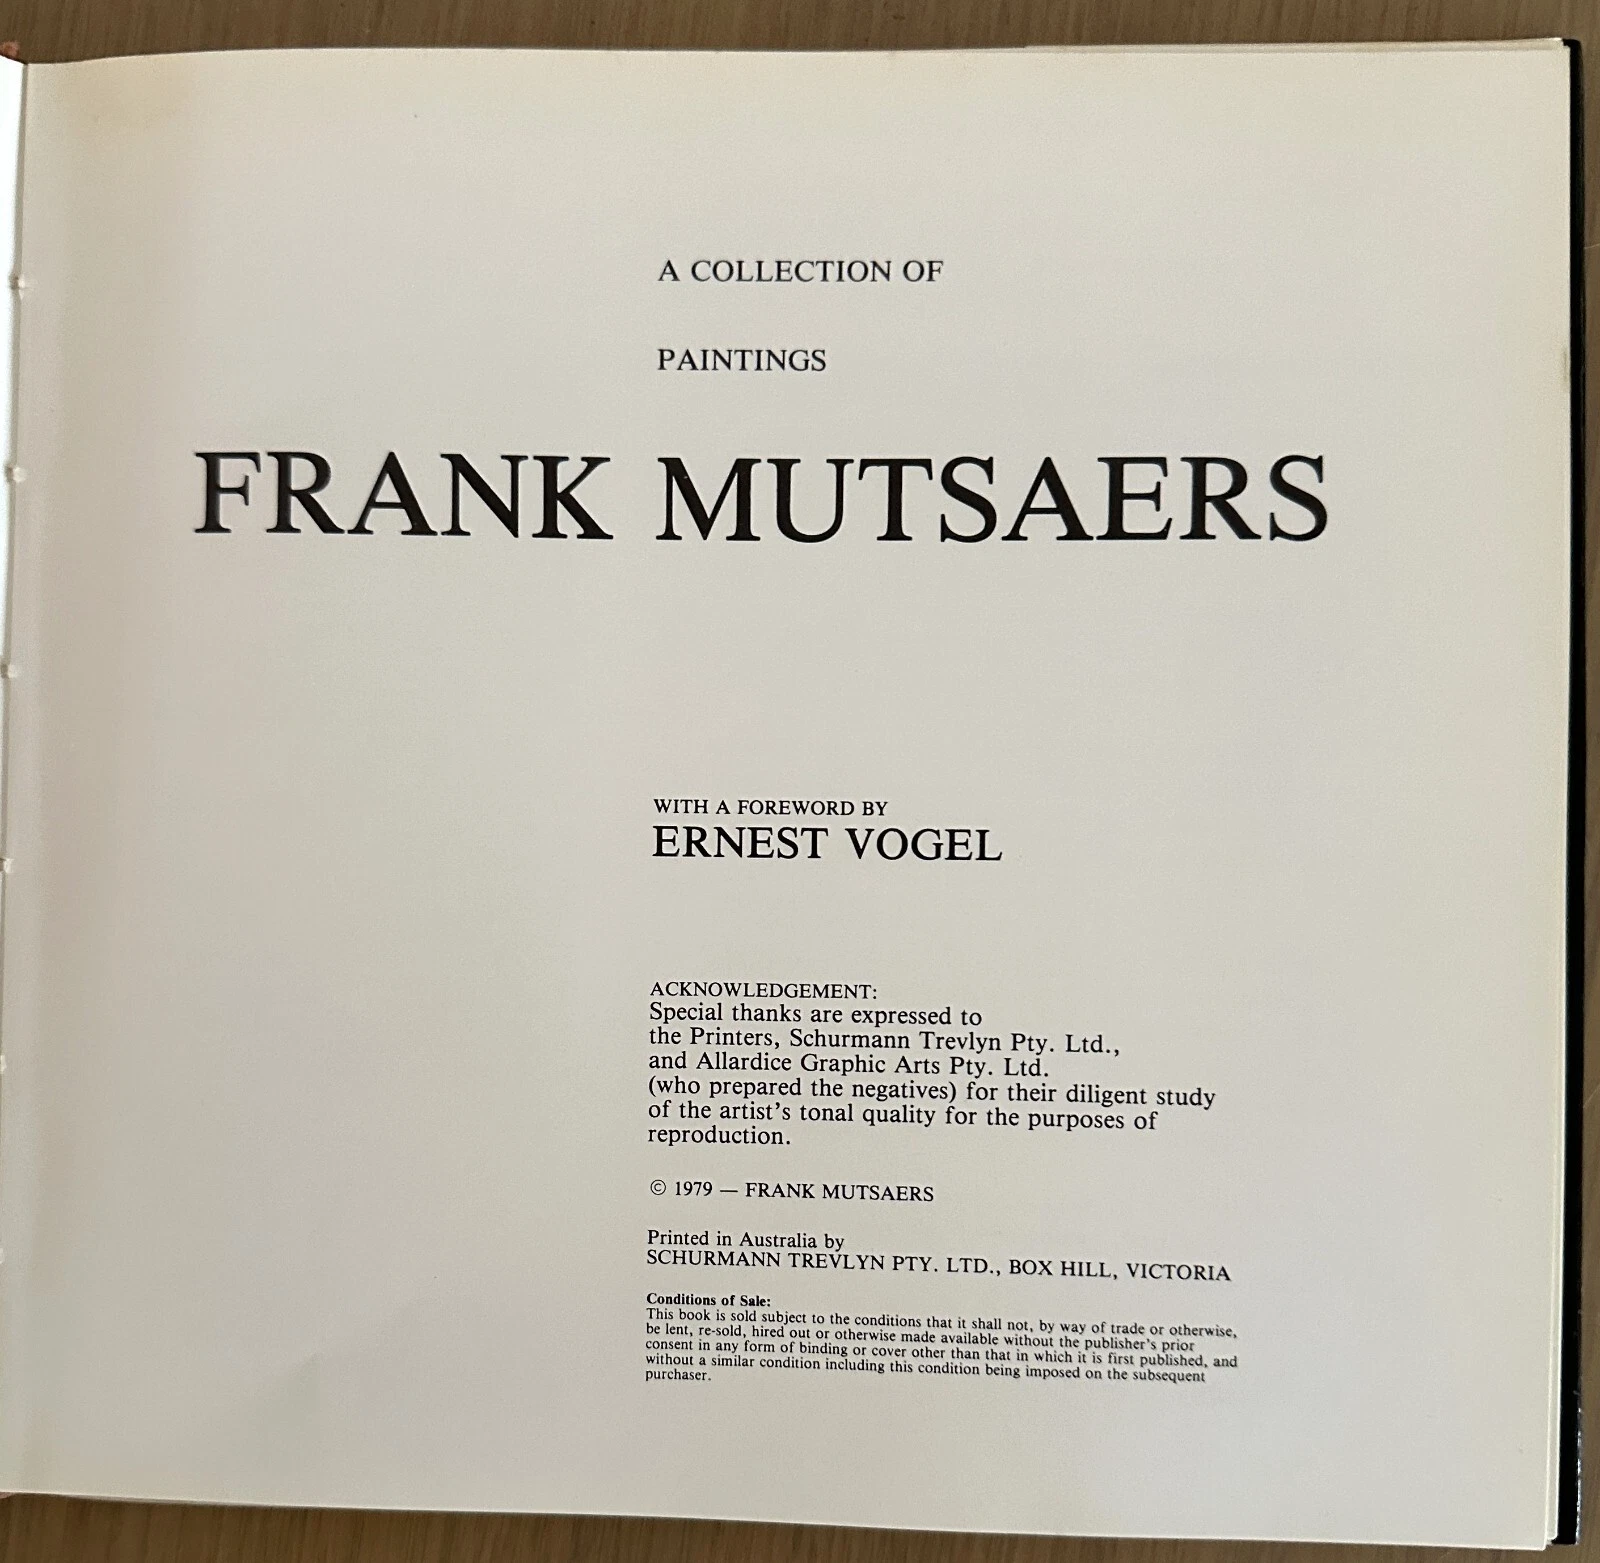 A COLLECTION OF
PAINTINGS
FRANK MUTSAERS
WITH A FOREWORD BY
ERNEST VOGEL
ACKNOWLEDGEMENT:
Special thanks are expressed to
the Printers, Schurmann Trevlyn Pty. Ltd.,
and Allardice Graphic Arts Pty. Ltd.
(who prepared the negatives) for their diligent study
of the artist's tonal quality for the purposes of
reproduction.
© 1979 — FRANK MUTSAERS
Printed in Australia by
SCHURMANN TREVLYN PTY. LTD., BOX HILL, VICTORIA
Conditions of Sale:
This book is sold subject to the conditions that it shall not, by way of trade or otherwise,
be lent, re-sold, hired out or otherwise made available without the publisher's prior
consent in any form of binding or cover other than that in which it is first published, and
without a similar condition including this condition being imposed on the subsequent
purchaser.